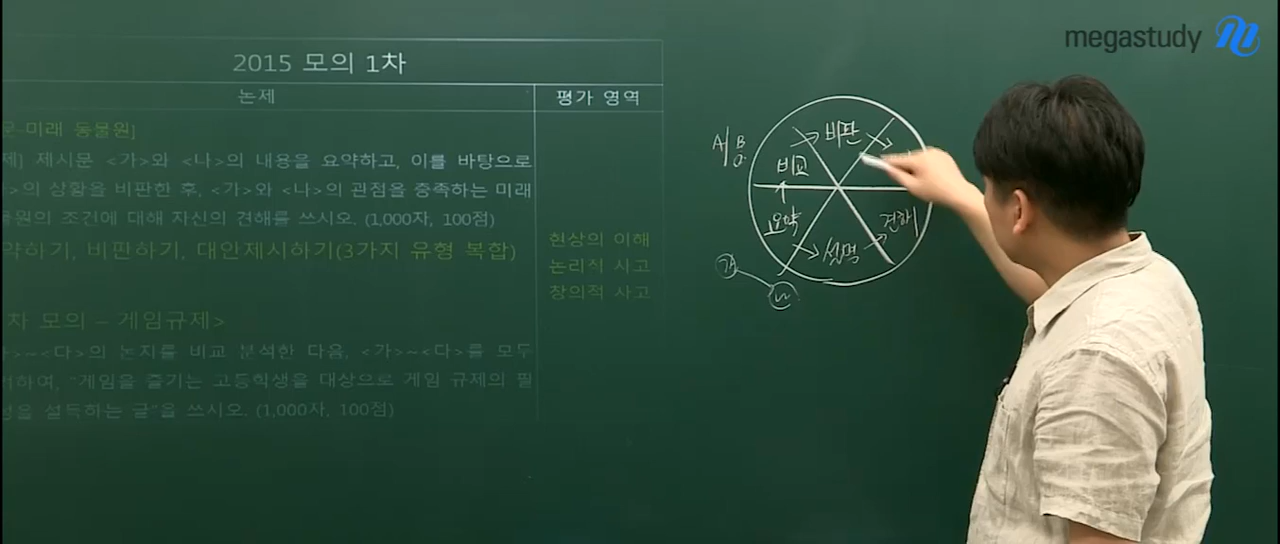 megastudy
2015 모의 1차
논제
평가 영역
-미래 동물원]
제] 제시문 <가>와 <나>의 내용을 요약하고, 이를 바탕으로
>의 상황을 비판한 후, <가>와 <나>의 관점을 충족하는 미래
물원의 조건에 대해 자신의 견해를 쓰시오. (1,000자, 100점)
약하기, 비판하기, 대안제시하기(3가지 유형 복합)
현상의 이해
논리적 사고
창의적 사고
차 모의 – 게임규제>
>~<다>의 논지를 비교 분석한 다음, <가>~<다>를 모두
하여, "게임을 즐기는 고등학생을 대상으로 게임 규제의 필
성을 설득하는 글"을 쓰시오. (1,000자, 100점)
A B
비판
비교
요약
설명
견해
가
나